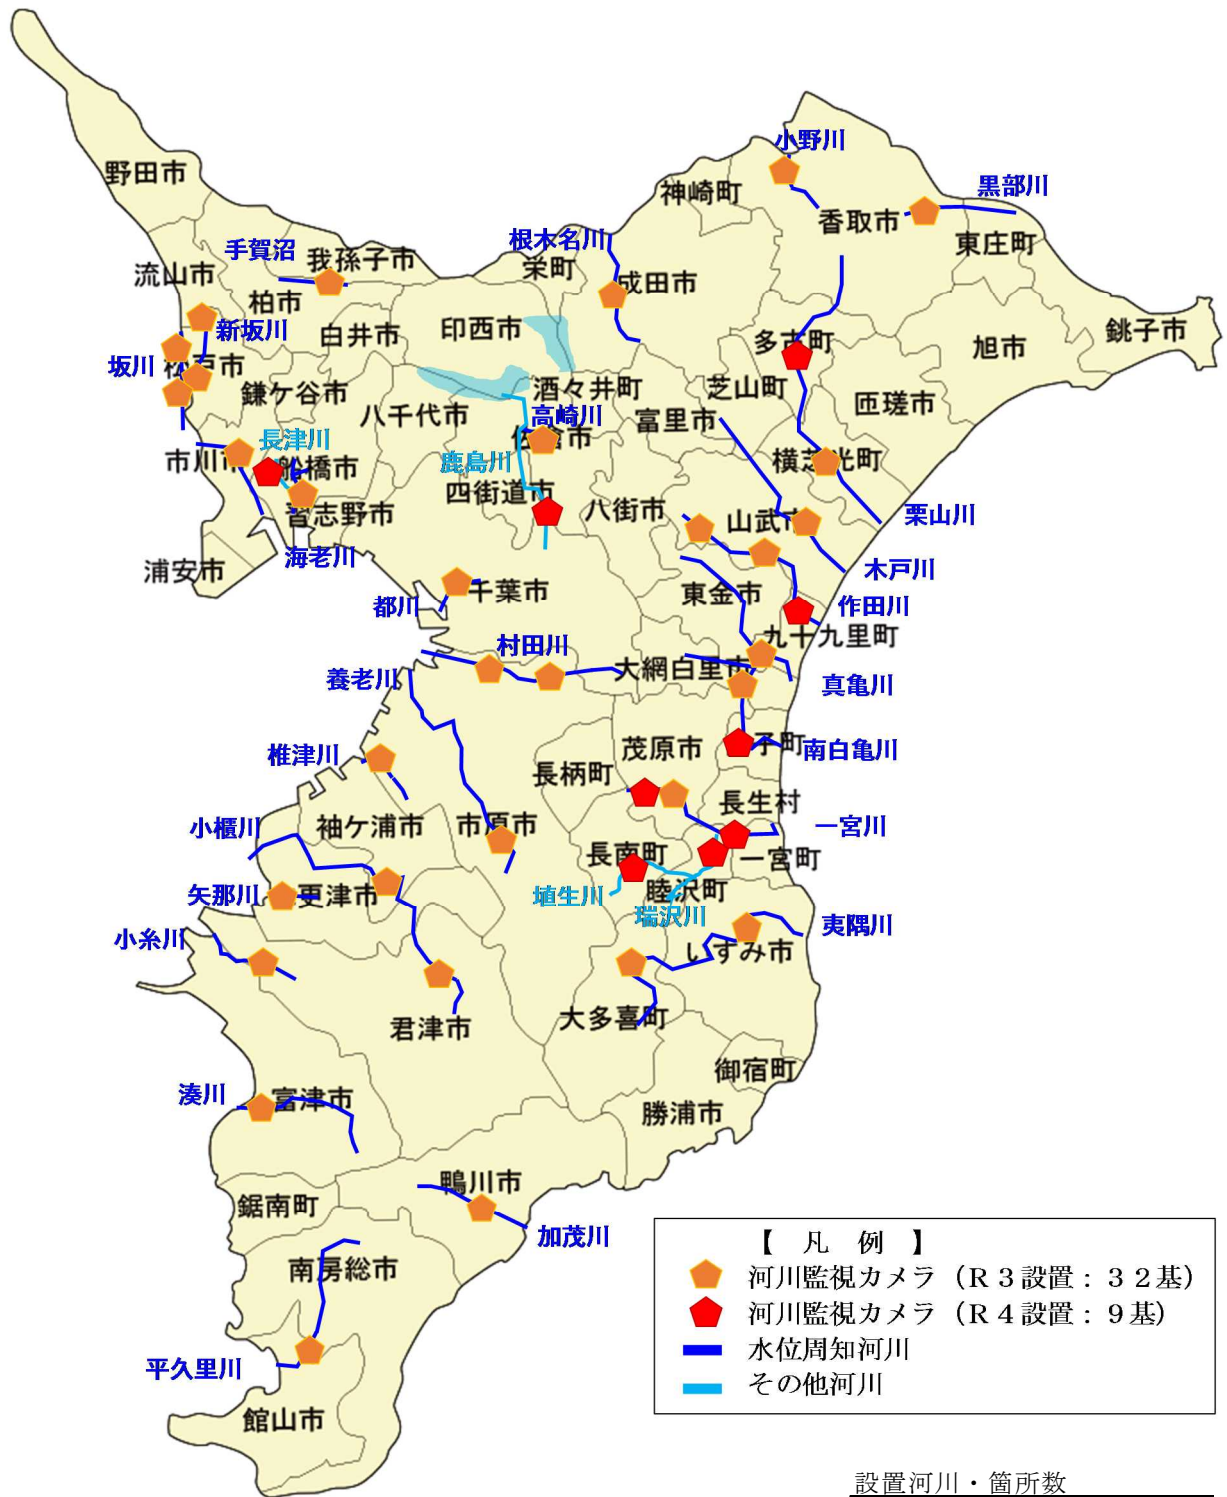 小野川
野田市
神崎町
黒部川
香取市
根木名川
東庄町
手賀沼
我孫子市
栄町
流山市
成田市
柏市
新坂川
白井市
印西市
銚子市
多古町
旭市
坂川
松戸市
鎌ケ谷市
酒々井町
芝山町
匝瑳市
八千代市
高崎川
富里市
長津川
佐倉市
市川市
船橋市
鹿島川
横芝光町
四街道市
八街市
習志野市
山武市
栗山川
海老川
浦安市
木戸川
都川
千葉市
東金市
作田川
九十九里町
村田川
大網白里市
養老川
真亀川
茂原市
子町
南白亀川
椎津川
長柄町
長生村
小櫃川
袖ケ浦市
市原市
一宮川
長南町
一宮町
矢那川
更津市
埴生川
睦沢町
瑞沢川
夷隅川
小糸川
いすみ市
君津市
大多喜町
御宿町
湊川
富津市
勝浦市
鴨川市
鋸南町
加茂川
南房総市
平久里川
館山市
【 凡 例 】
河川監視カメラ（Ｒ３設置：３２基）
河川監視カメラ（Ｒ４設置：９基）
水位周知河川
その他河川
設置河川・箇所数